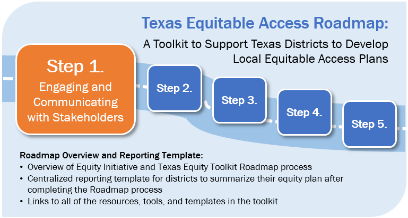 Texas Equitable Access Roadmap:
A Toolkit to Support Texas Districts to Develop
Local Equitable Access Plans
Step 1.
Engaging and
Communicating
with Stakeholders
Step 2.
Step 3.
Step 4.
Step 5.
Roadmap Overview and Reporting Template:
• Overview of Equity Initiative and Texas Equity Toolkit Roadmap process
• Centralized reporting template for districts to summarize their equity plan after
completing the Roadmap process
• Links to all of the resources, tools, and templates in the toolkit